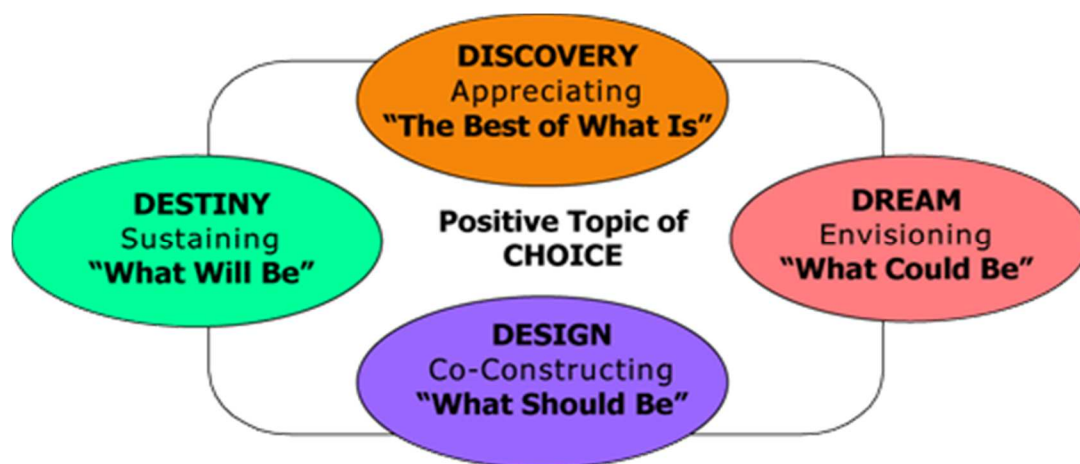 DISCOVERY
Appreciating
“The Best of What Is”
DREAM
Envisioning
“What Could Be”
DESIGN
Co-Constructing
“What Should Be”
DESTINY
Sustaining
“What Will Be”
Positive Topic of
CHOICE